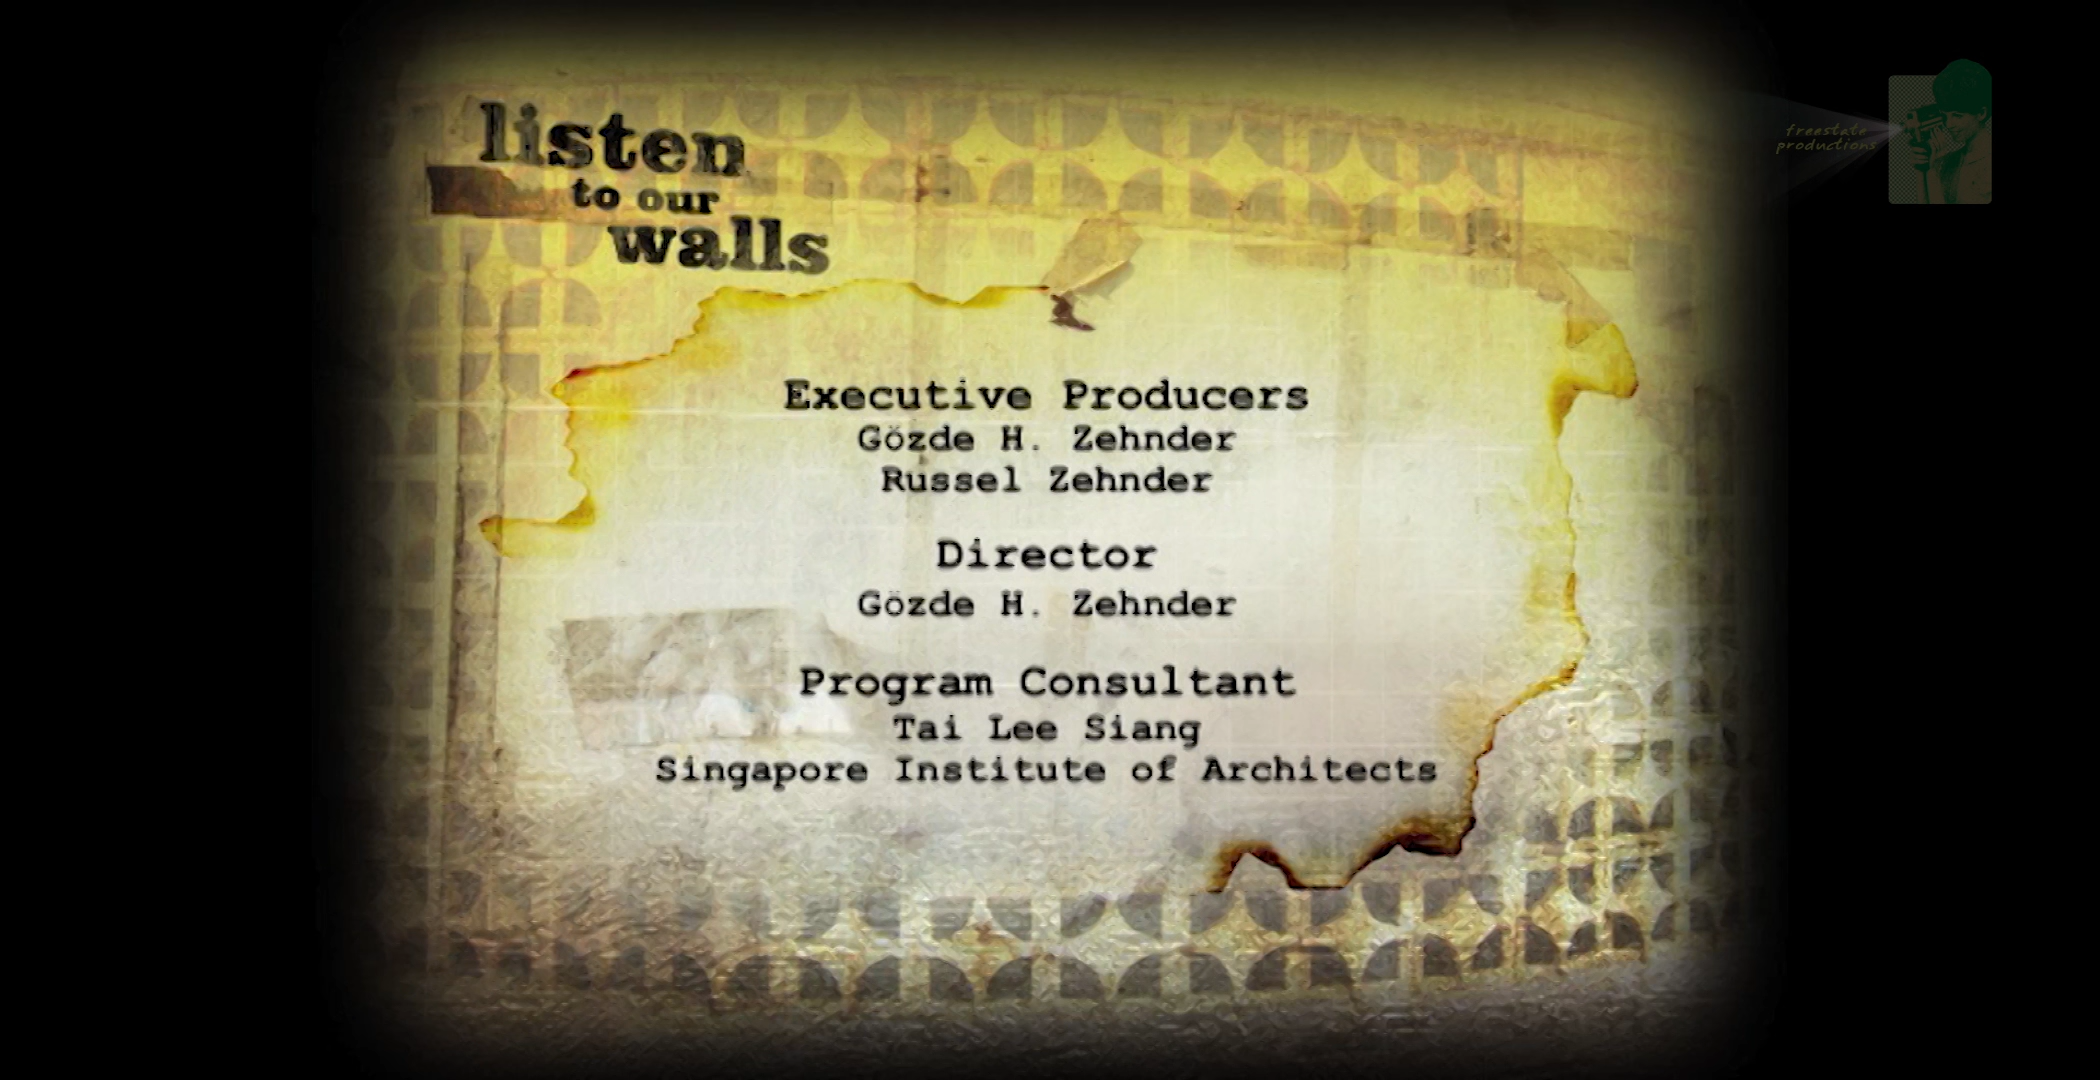 listen
to our
walls
freestate
productions
Executive Producers
Gözde H. Zehnder
Russel Zehnder
Director
Gözde H. Zehnder
Program Consultant
Tai Lee Siang
Singapore Institute of Architects